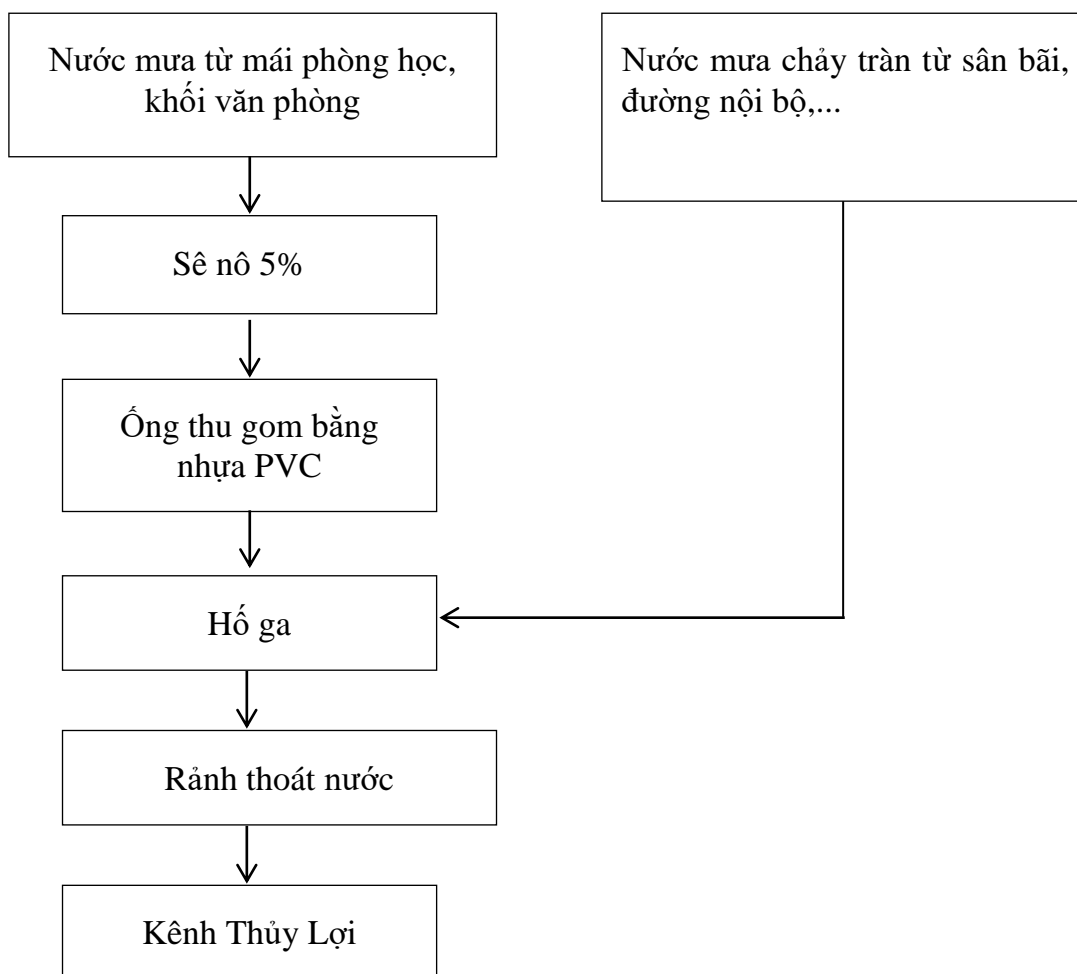 Nước mưa từ mái phòng học,
khối văn phòng
Nước mưa chảy tràn từ sân bãi,
đường nội bộ,...
Sê nô 5%
Ống thu gom bằng
nhựa PVC
Hố ga
Rảnh thoát nước
Kênh Thủy Lợi